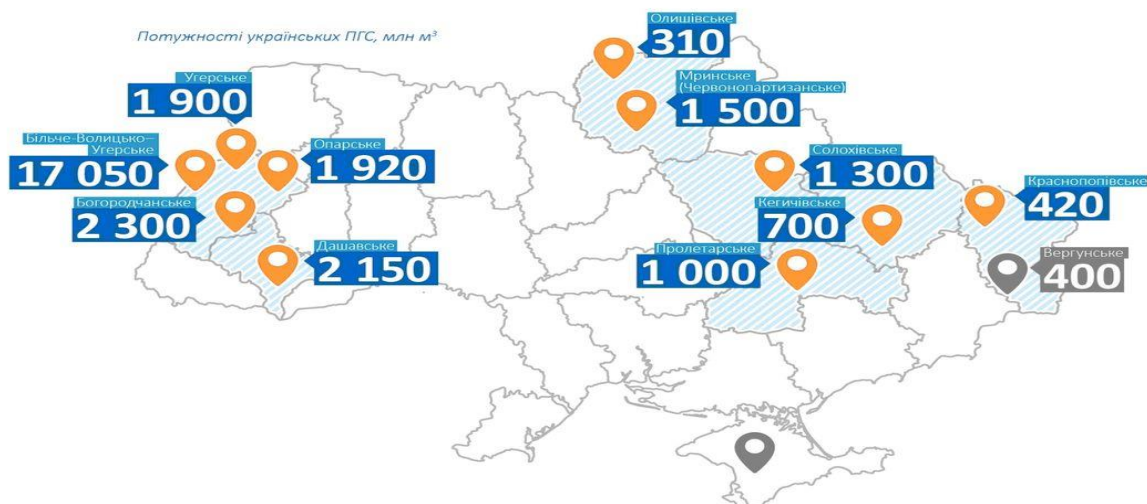 Потужності українських ПГС, млн м³
Олишівське
310
Мринське
(Червонопартизанське)
1 500
Угерське
1 900
Більче-Волицько–
Угерське
17 050
Опарське
1 920
Богородчанське
2 300
Дашавське
2 150
Солохівське
1 300
Кегичівське
700
Пролетарське
1 000
Краснопопівське
420
Вергунське
400